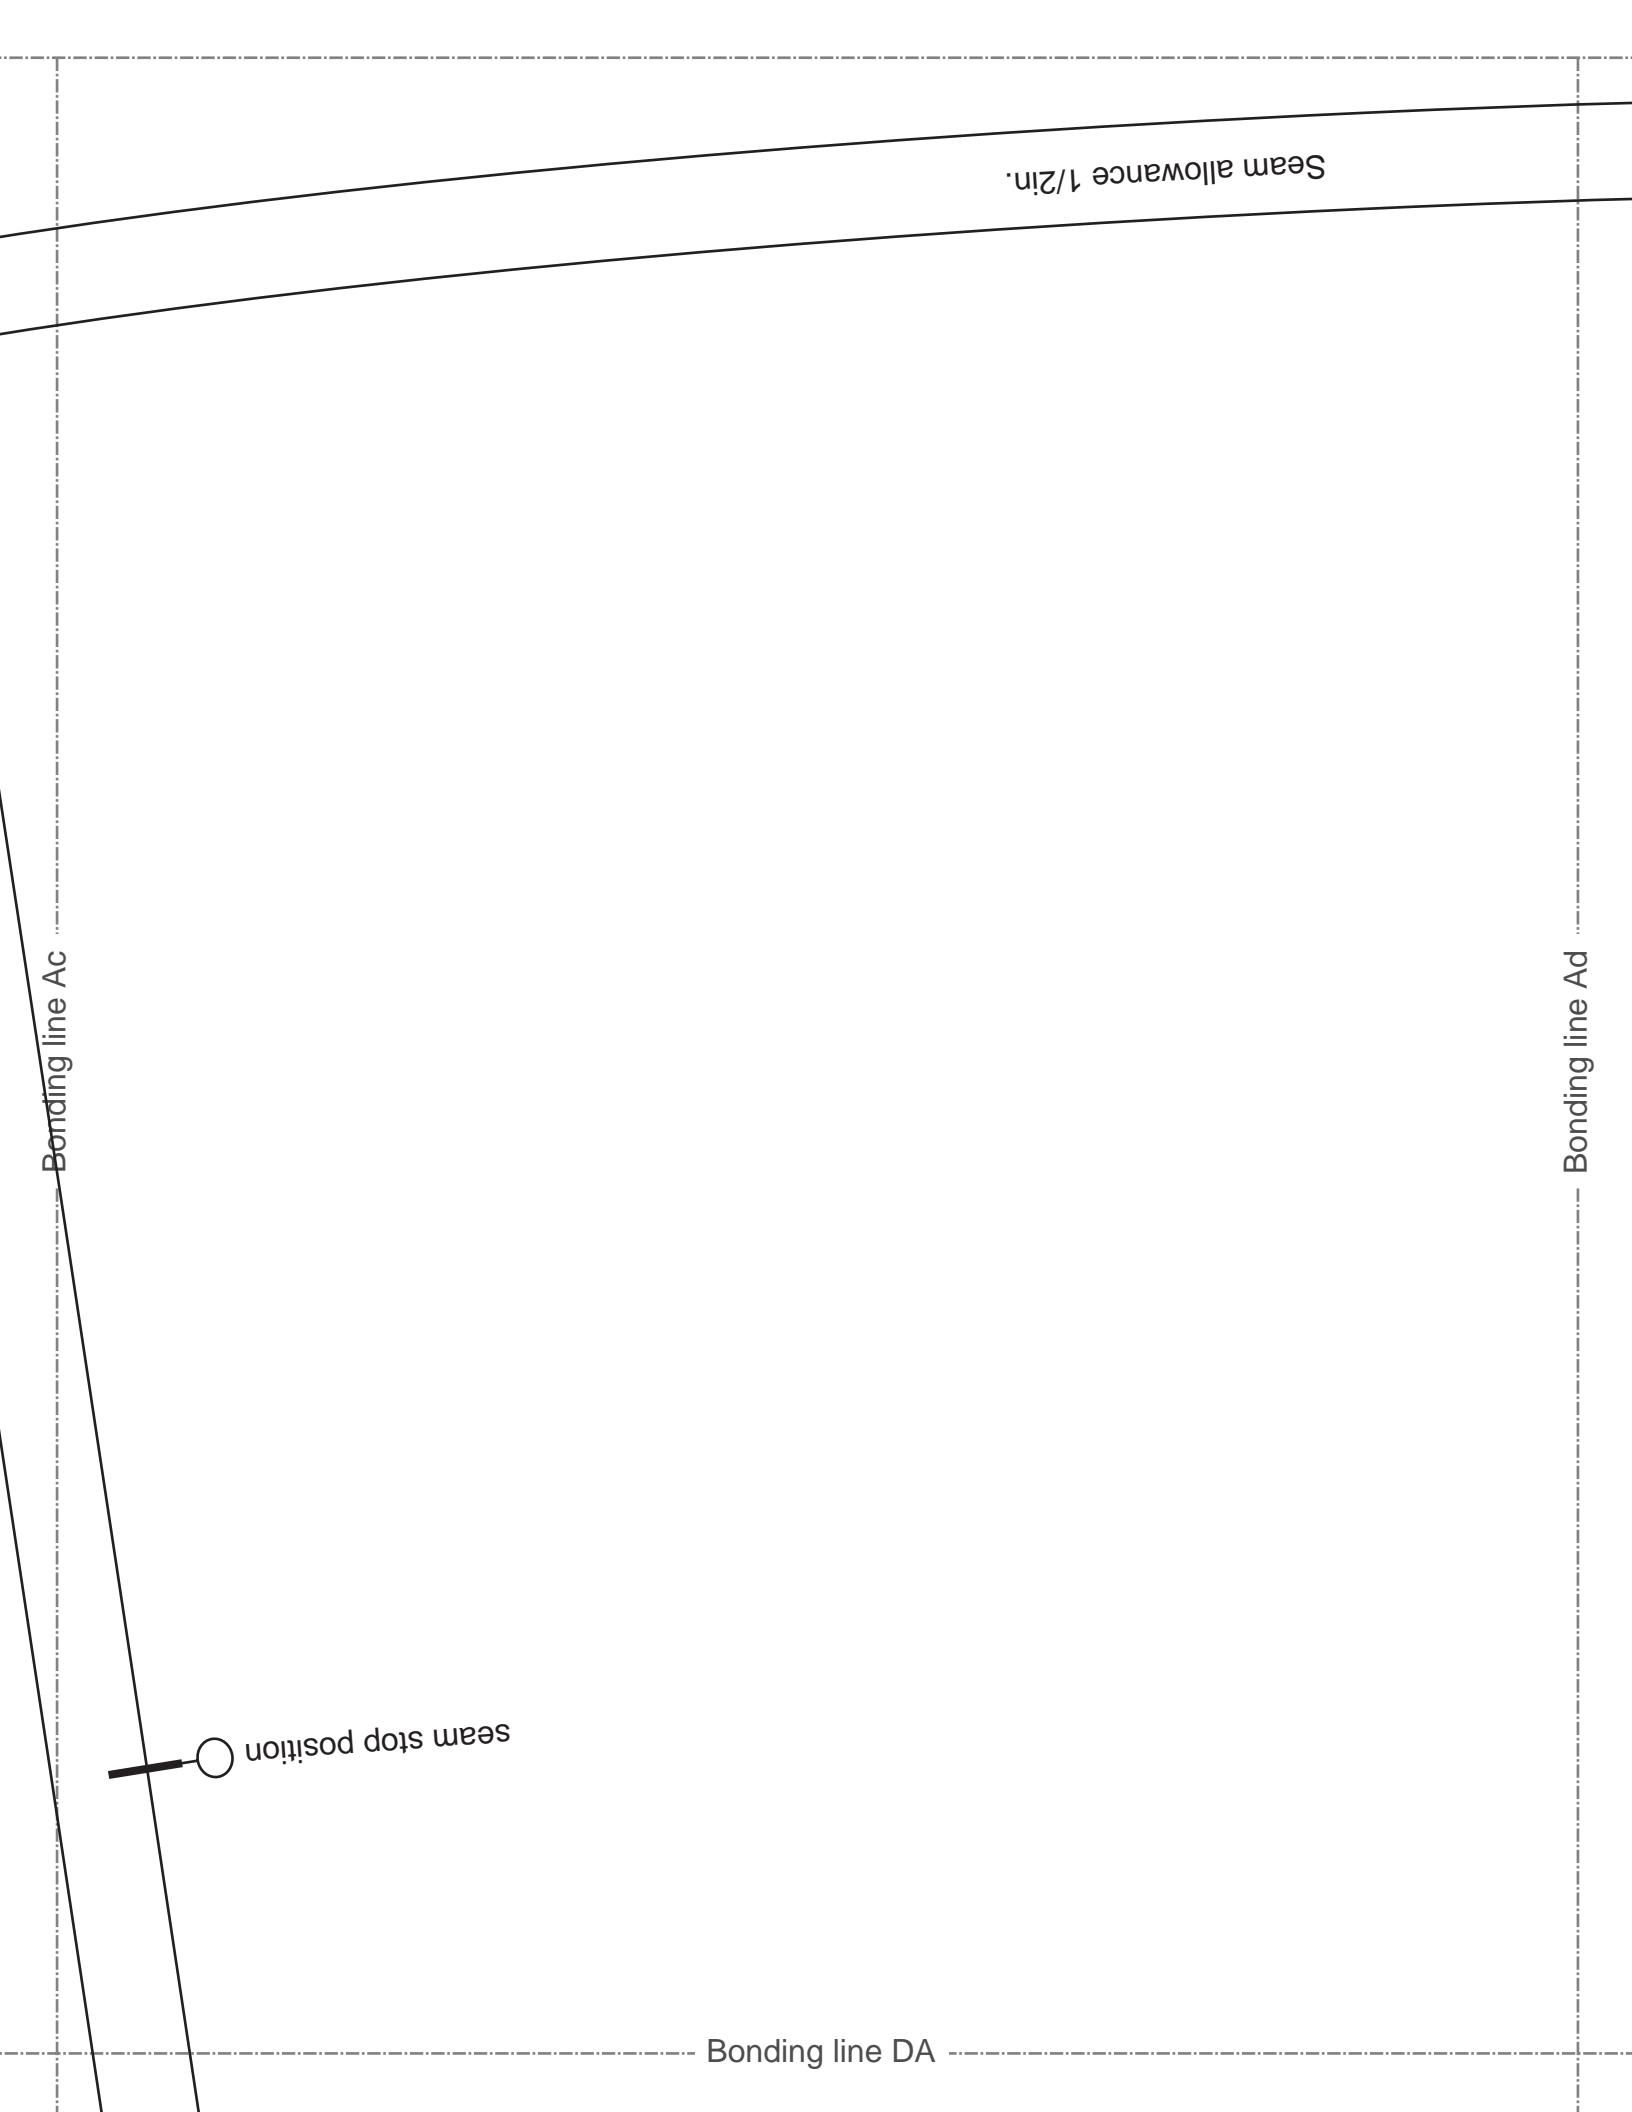 Seam allowance 1/2in.
Bonding line Ac
Bonding line Ad
seam stop position
Bonding line DA